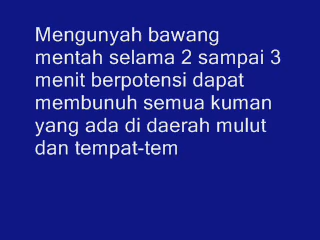 Mengunyah bawang
mentah selama 2 sampai 3
menit berpotensi dapat
membunuh semua kuman
yang ada di daerah mulut
dan tempat-tem